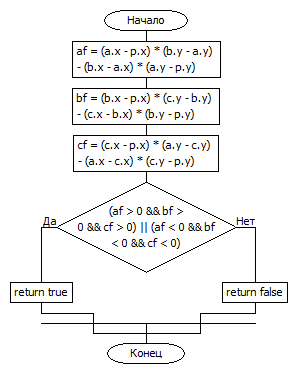 Начало
af = (a.x - p.x) * (b.y - a.y)
- (b.x - a.x) * (a.y - p.y)
bf = (b.x - p.x) * (c.y - b.y)
- (c.x - b.x) * (b.y - p.y)
cf = (c.x - p.x) * (a.y - c.y)
- (a.x - c.x) * (c.y - p.y)
(af > 0 && bf >
0 && cf > 0) || (af < 0 && bf
< 0 && cf < 0)
Да
Нет
return true
return false
Конец